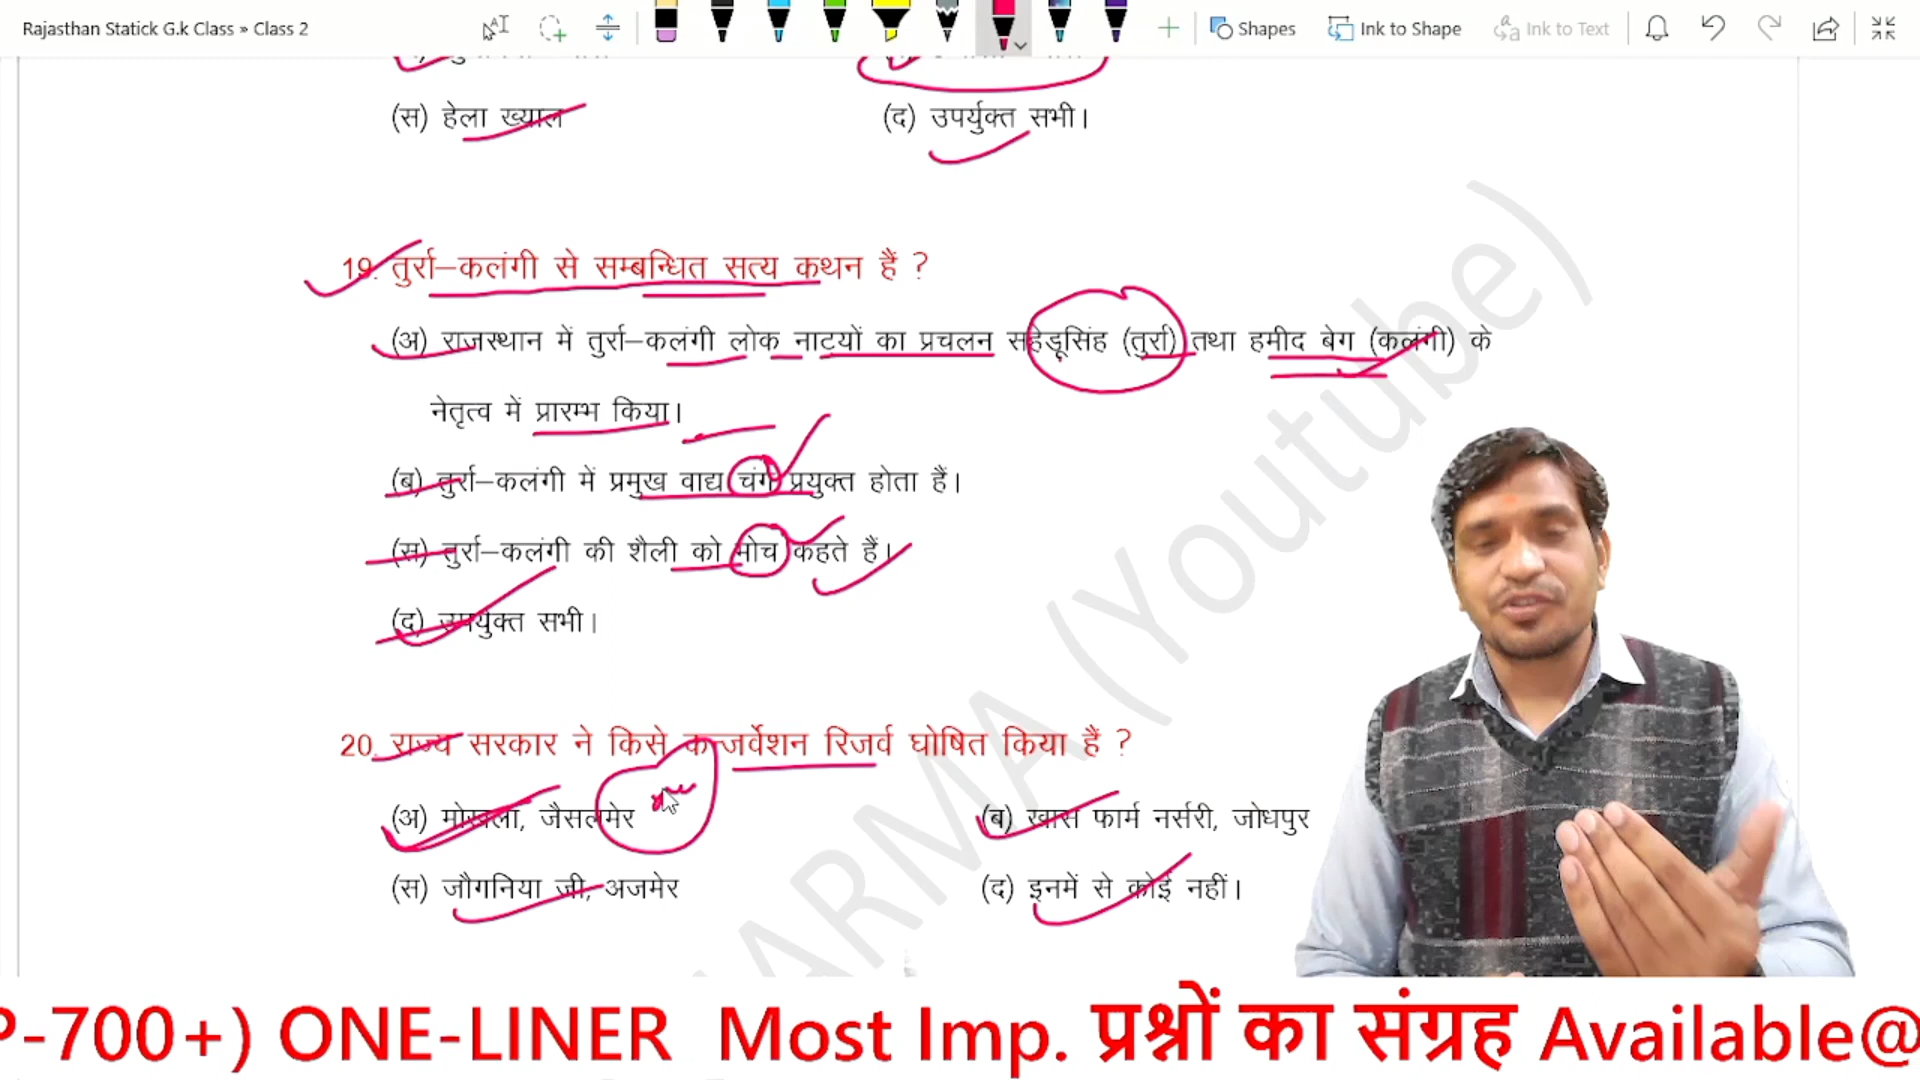 Rajasthan Statick G.k Class » Class 2
Shapes
Ink to Shape
Ink to Text
(स) हेला ख्याल
(द) उपर्युक्त सभी।
19. तुर्रा–कलंगी से सम्बन्धित सत्य कथन हैं ?
(अ) राजस्थान में तुर्रा–कलंगी लोक नाटयों का प्रचलन सहेडूसिंह (तुर्रा) तथा हमीद बेग (कलंगी) के
नेतृत्व में प्रारम्भ किया।
(ब) तुर्रा–कलंगी में प्रमुख वाद्य चंग प्रयुक्त होता हैं।
(स) तुर्रा–कलंगी की शैली को मोच कहते हैं।
(द) उपर्युक्त सभी।
20. राज्य सरकार ने किसे कन्जर्वेशन रिजर्व घोषित किया हैं ?
(अ) मोखला, जैसलमेर
(ब) खास फार्म नर्सरी, जोधपुर
(स) जौगनिया जी, अजमेर
(द) इनमें से कोई नहीं।
ARMA (Youtube)
P-700+) ONE-LINER Most Imp. प्रश्नों का संग्रह Available@